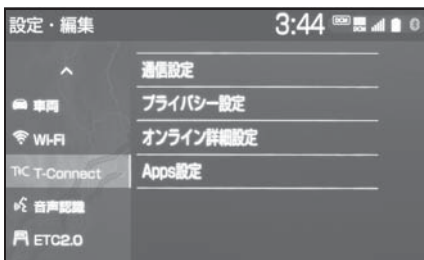 設定・編集
3:44
通信設定
車両
プライバシー設定
Wi-Fi
オンライン詳細設定
T-Connect
Apps設定
音声認識
ETC2.0